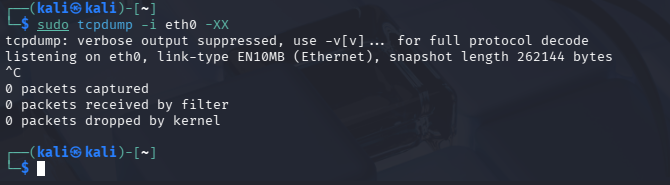 ┌──(kali㉿kali)-[~]
└─$ sudo tcpdump -i eth0 -XX
tcpdump: verbose output suppressed, use -v[v]... for full protocol decode
listening on eth0, link-type EN10MB (Ethernet), snapshot length 262144 bytes
^C
0 packets captured
0 packets received by filter
0 packets dropped by kernel
┌──(kali㉿kali)-[~]
└─$